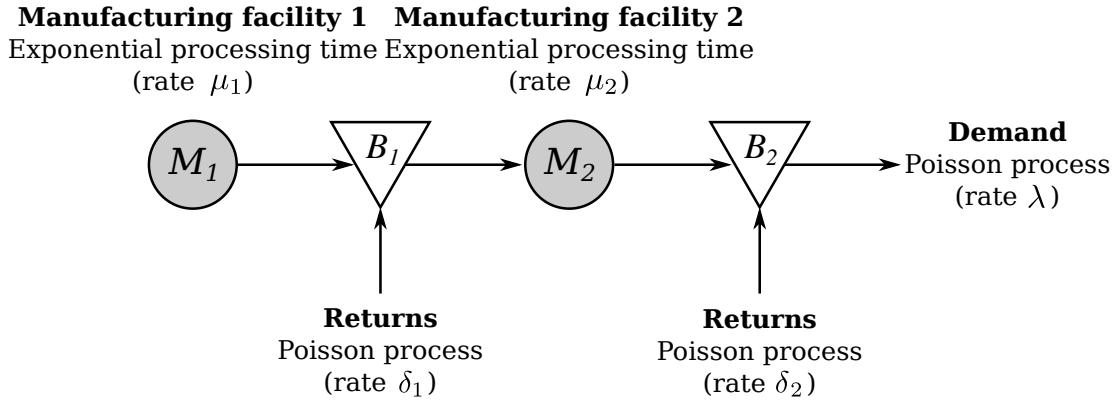 Manufacturing facility 1
Exponential processing time
(rate μ₁)
Manufacturing facility 2
Exponential processing time
(rate μ₂)
M₁
B₁
M₂
B₂
Demand
Poisson process
(rate λ)
Returns
Poisson process
(rate δ₁)
Returns
Poisson process
(rate δ₂)